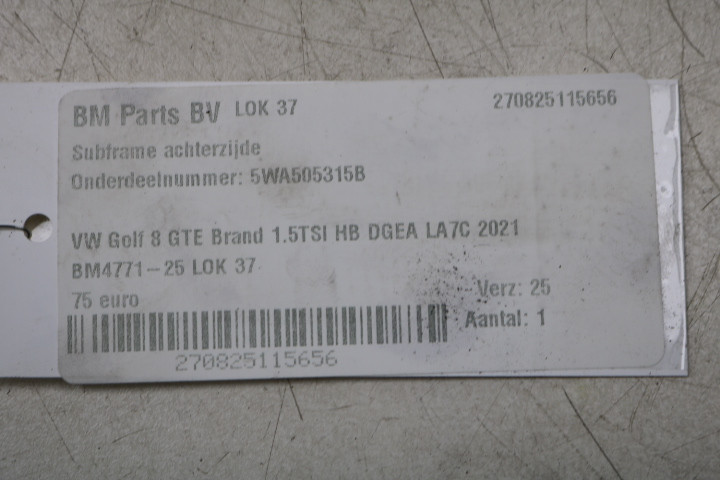 BM Parts BV LOK 37 270825115656
Subframe achterzijde
Onderdeelnummer: 5WA505315B
VW Golf 8 GTE Brand 1.5TSI HB DGEA LA7C 2021
BM4771-25 LOK 37
75 euro Verz: 25
Aantal: 1
270825115656